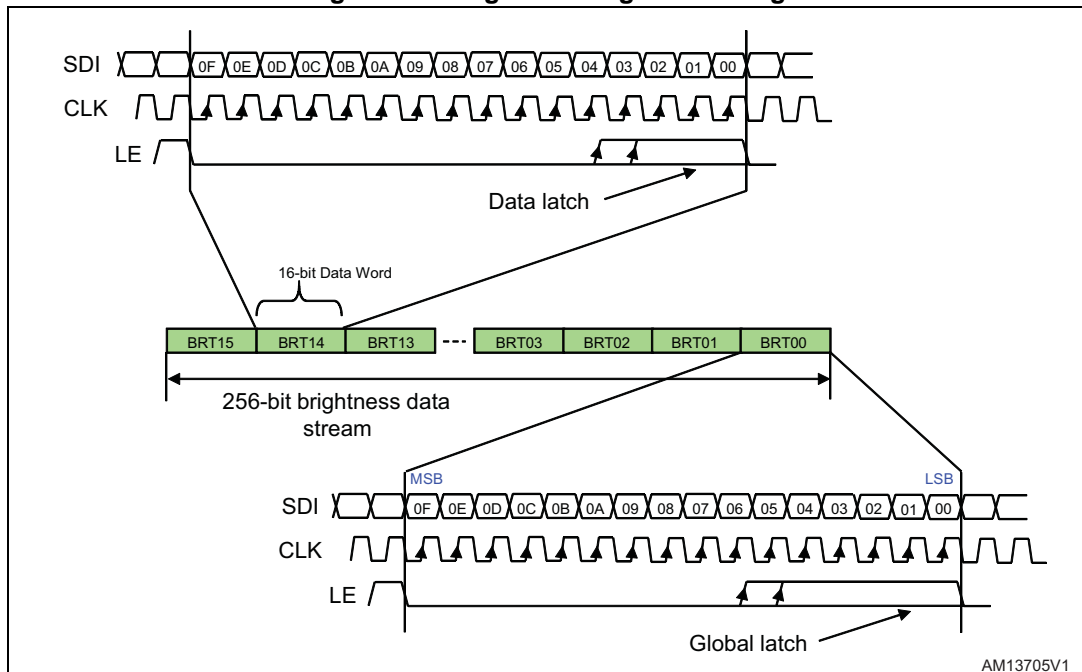 SDI 0F 0E 0D 0C 0B 0A 09 08 07 06 05 04 03 02 01 00
CLK
LE
Data latch
16-bit Data Word
BRT15 BRT14 BRT13 BRT03 BRT02 BRT01 BRT00
256-bit brightness data
stream
MSB LSB
SDI 0F 0E 0D 0C 0B 0A 09 08 07 06 05 04 03 02 01 00
CLK
LE
Global latch
AM13705V1